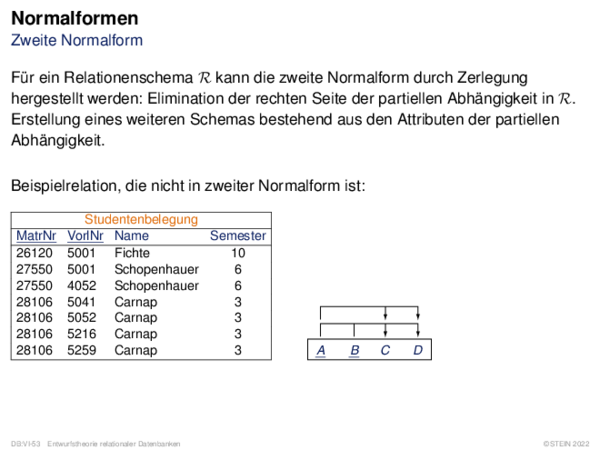 Normalformen
Zweite Normalform
Für ein Relationenschema ℛ kann die zweite Normalform durch Zerlegung
hergestellt werden: Elimination der rechten Seite der partiellen Abhängigkeit in ℛ.
Erstellung eines weiteren Schemas bestehend aus den Attributen der partiellen
Abhängigkeit.
Beispielrelation, die nicht in zweiter Normalform ist:
Studentenbelegung
MatrNr VorlNr Name Semester
26120 5001 Fichte 10
27550 5001 Schopenhauer 6
27550 4052 Schopenhauer 6
28106 5041 Carnap 3
28106 5052 Carnap 3
28106 5216 Carnap 3
28106 5259 Carnap 3
A B C D
DB:VI-53 Entwurfstheorie relationaler Datenbanken
©STEIN 2022